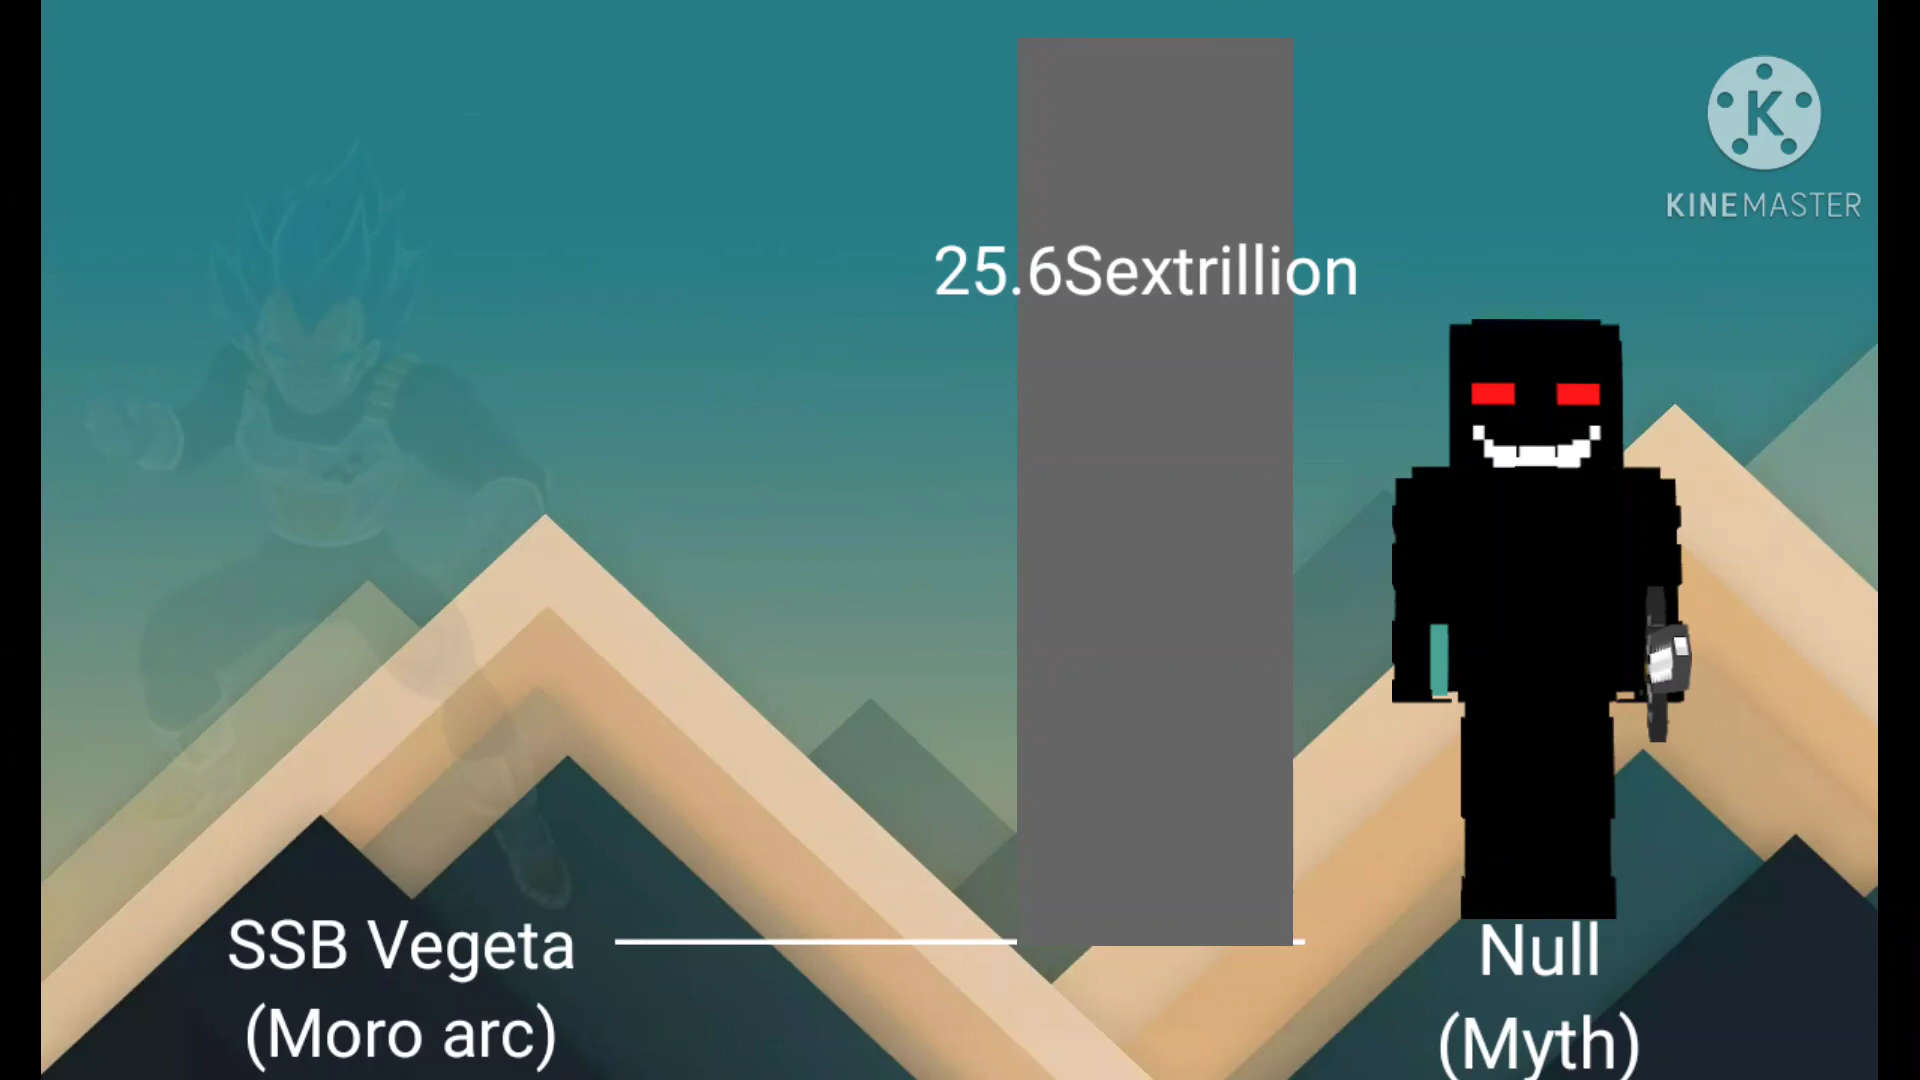 K
KINEMASTER
25.6Sextrillion
SSB Vegeta
(Moro arc)
Null
(Myth)